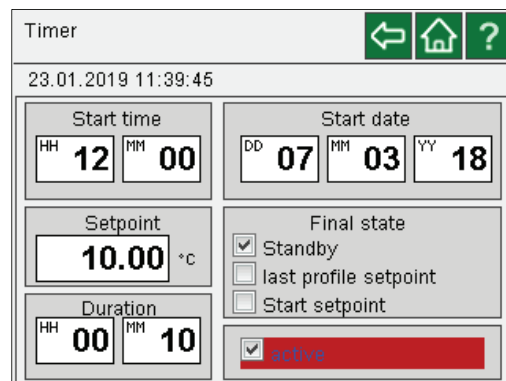 Timer ?
23.01.2019 11:39:45
Start time
HH 12 MM 00
Start date
DD 07 MM 03 YY 18
Setpoint
10.00 °C
Final state
Standby
last profile setpoint
Start setpoint
Duration
HH 00 MM 10
active